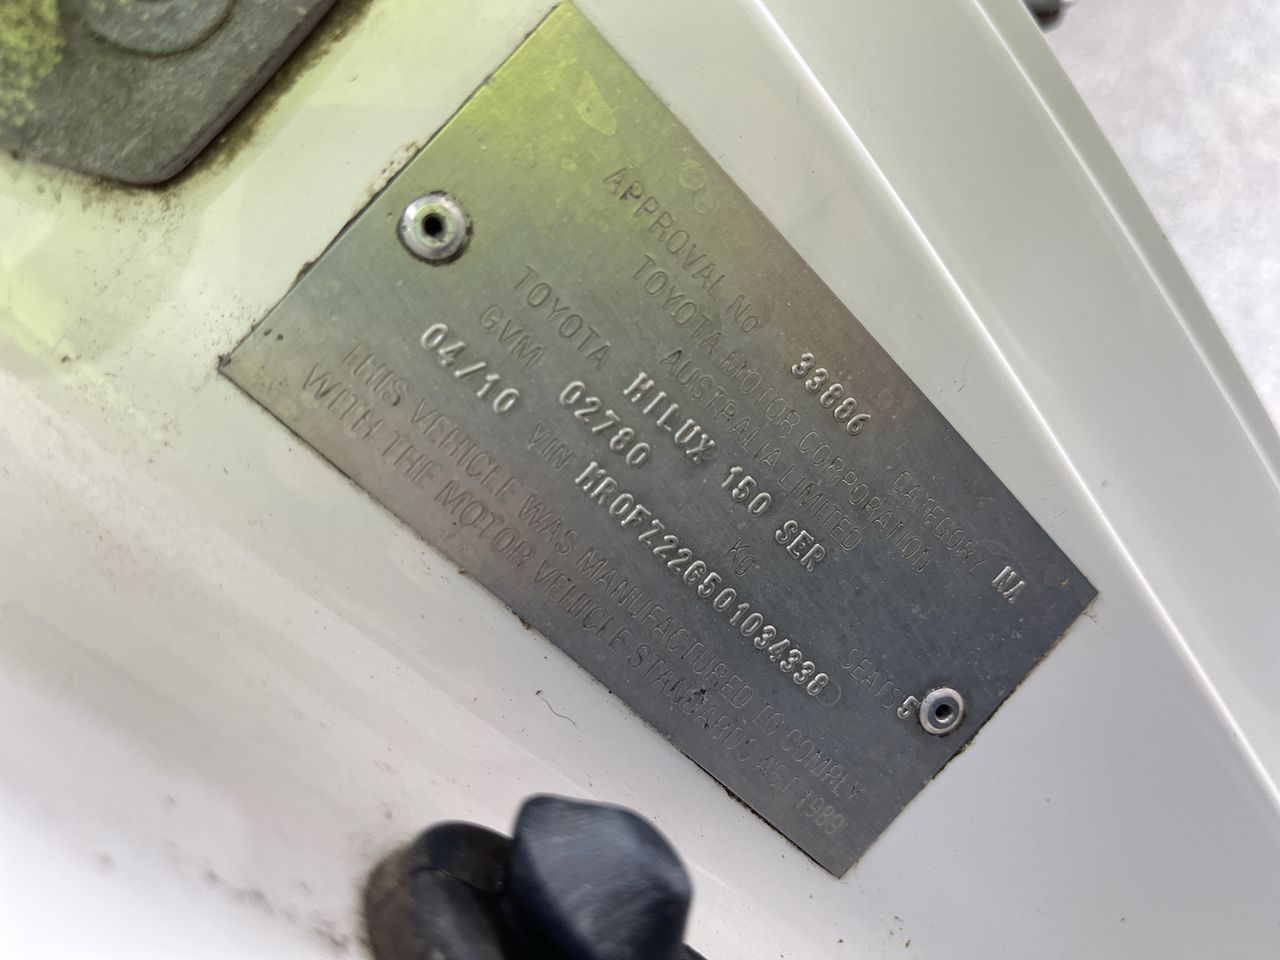 APPROVAL No 33886 CATEGORY NA
TOYOTA MOTOR CORPORATION
AUSTRALIA LIMITED
TOYOTA HILUX 150 SER
GVM 02780 Kg SEATS 5
04/10 VIN MR0FZ22G501034338
THIS VEHICLE WAS MANUFACTURED TO COMPLY
WITH THE MOTOR VEHICLE STANDARDS ACT 1989